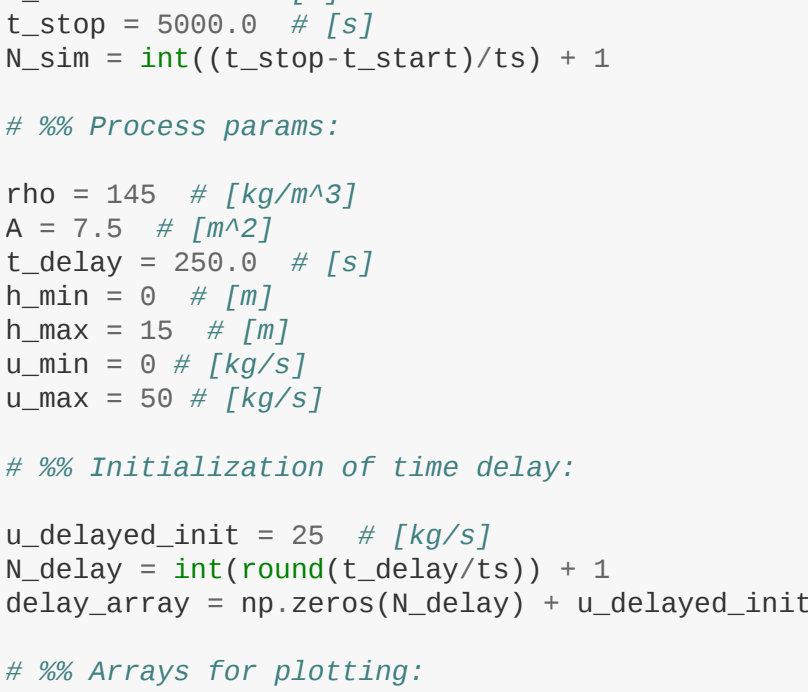 t_stop = 5000.0  # [s]
N_sim = int((t_stop-t_start)/ts) + 1
# %% Process params:
rho = 145  # [kg/m^3]
A = 7.5  # [m^2]
t_delay = 250.0  # [s]
h_min = 0  # [m]
h_max = 15  # [m]
u_min = 0 # [kg/s]
u_max = 50 # [kg/s]
# %% Initialization of time delay:
u_delayed_init = 25  # [kg/s]
N_delay = int(round(t_delay/ts)) + 1
delay_array = np.zeros(N_delay) + u_delayed_init
# %% Arrays for plotting: